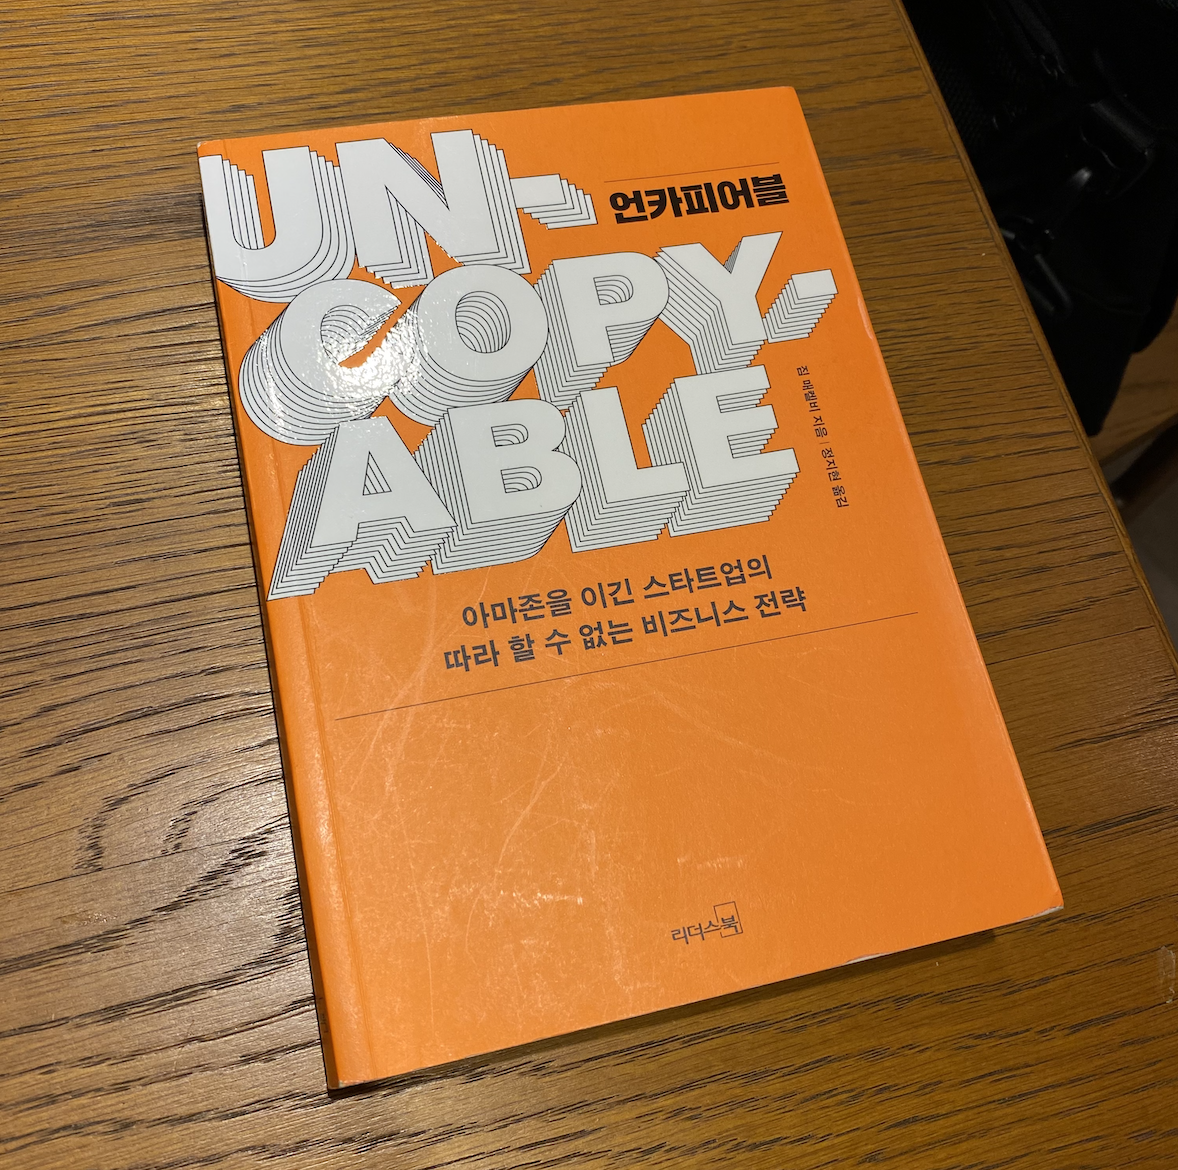 UN-
언카피어블
COPY-
ABLE
짐 매켈비 지음 | 정지현 옮김
아마존을 이긴 스타트업의
따라 할 수 없는 비즈니스 전략
리더스북